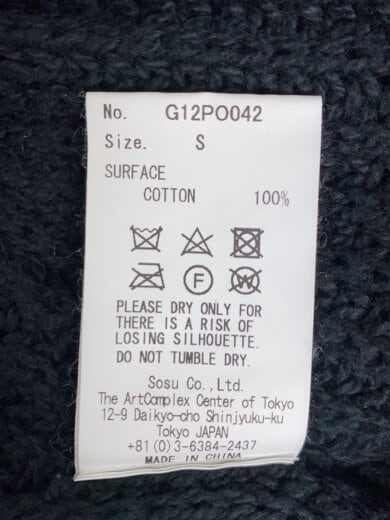 No. G12PO042
Size. S
SURFACE
COTTON 100%
F
W
PLEASE DRY ONLY FOR
THERE IS A RISK OF
LOSING SILHOUETTE.
DO NOT TUMBLE DRY.
Sosu Co., Ltd.
The ArtComplex Center of Tokyo
12-9 Daikyo-cho Shinjyuku-ku
Tokyo JAPAN
+81(0)3-6384-2437
MADE IN CHINA